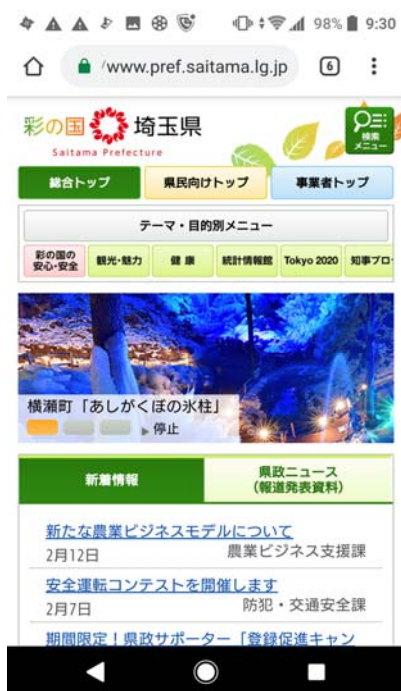 98% 9:30
www.pref.saitama.lg.jp 6
彩の国 埼玉県
Saitama Prefecture
検索
メニュー
総合トップ 県民向けトップ 事業者トップ
テーマ・目的別メニュー
彩の国の
安心・安全 観光・魅力 健 康 統計情報館 Tokyo 2020 知事ブロ
横瀬町「あしがくぼの氷柱」
停止
新着情報 県政ニュース
(報道発表資料)
新たな農業ビジネスモデルについて
2月12日 農業ビジネス支援課
安全運転コンテストを開催します
2月7日 防犯・交通安全課
期間限定!県政サポーター「登録促進キャン